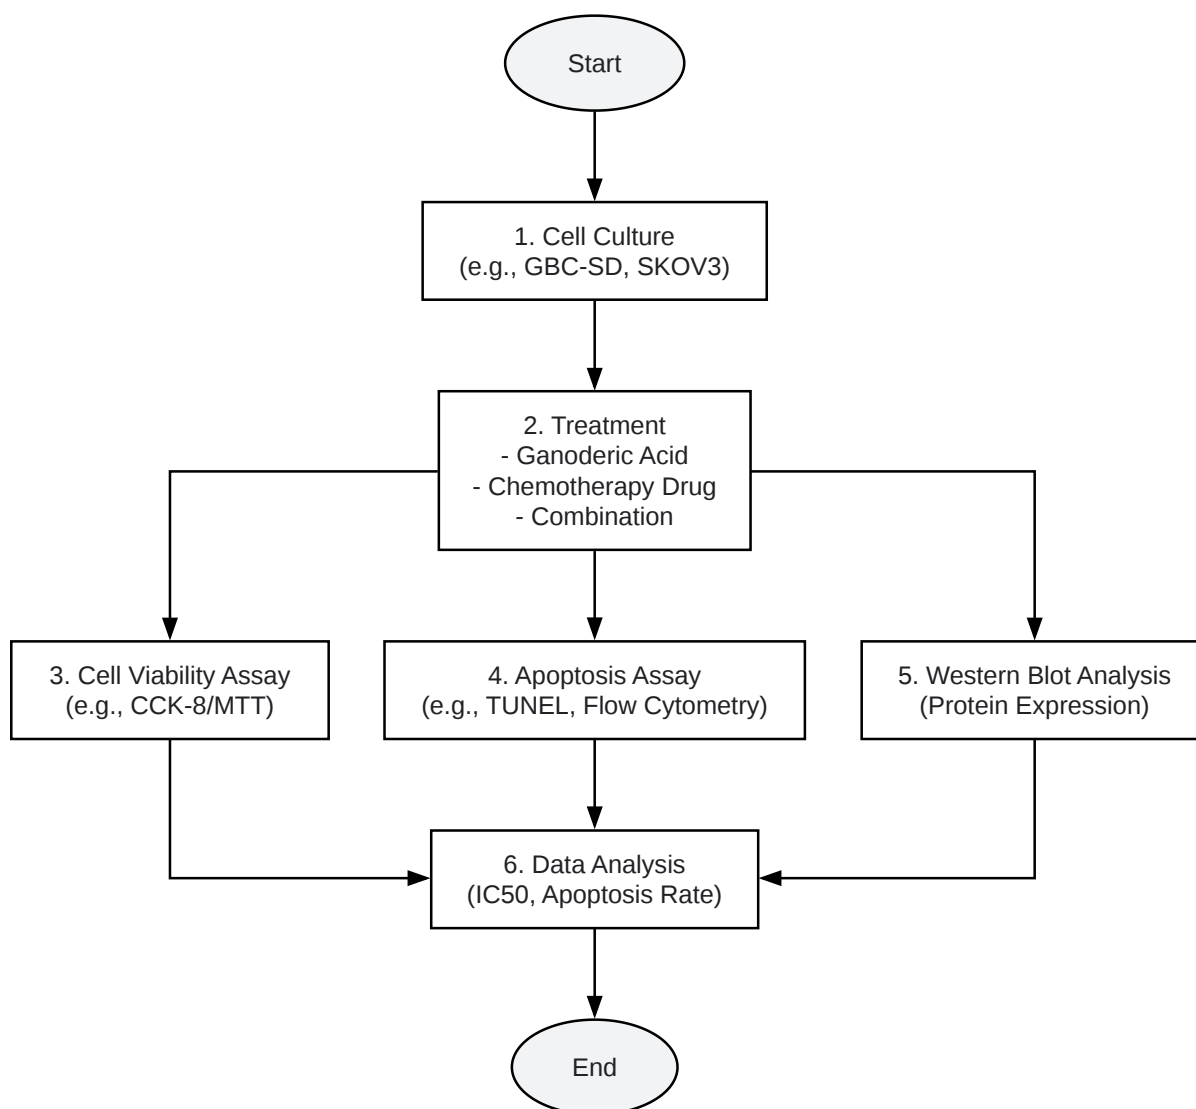 Start
1. Cell Culture
(e.g., GBC-SD, SKOV3)
2. Treatment
- Ganoderic Acid
- Chemotherapy Drug
- Combination
3. Cell Viability Assay
(e.g., CCK-8/MTT)
4. Apoptosis Assay
(e.g., TUNEL, Flow Cytometry)
5. Western Blot Analysis
(Protein Expression)
6. Data Analysis
(IC50, Apoptosis Rate)
End